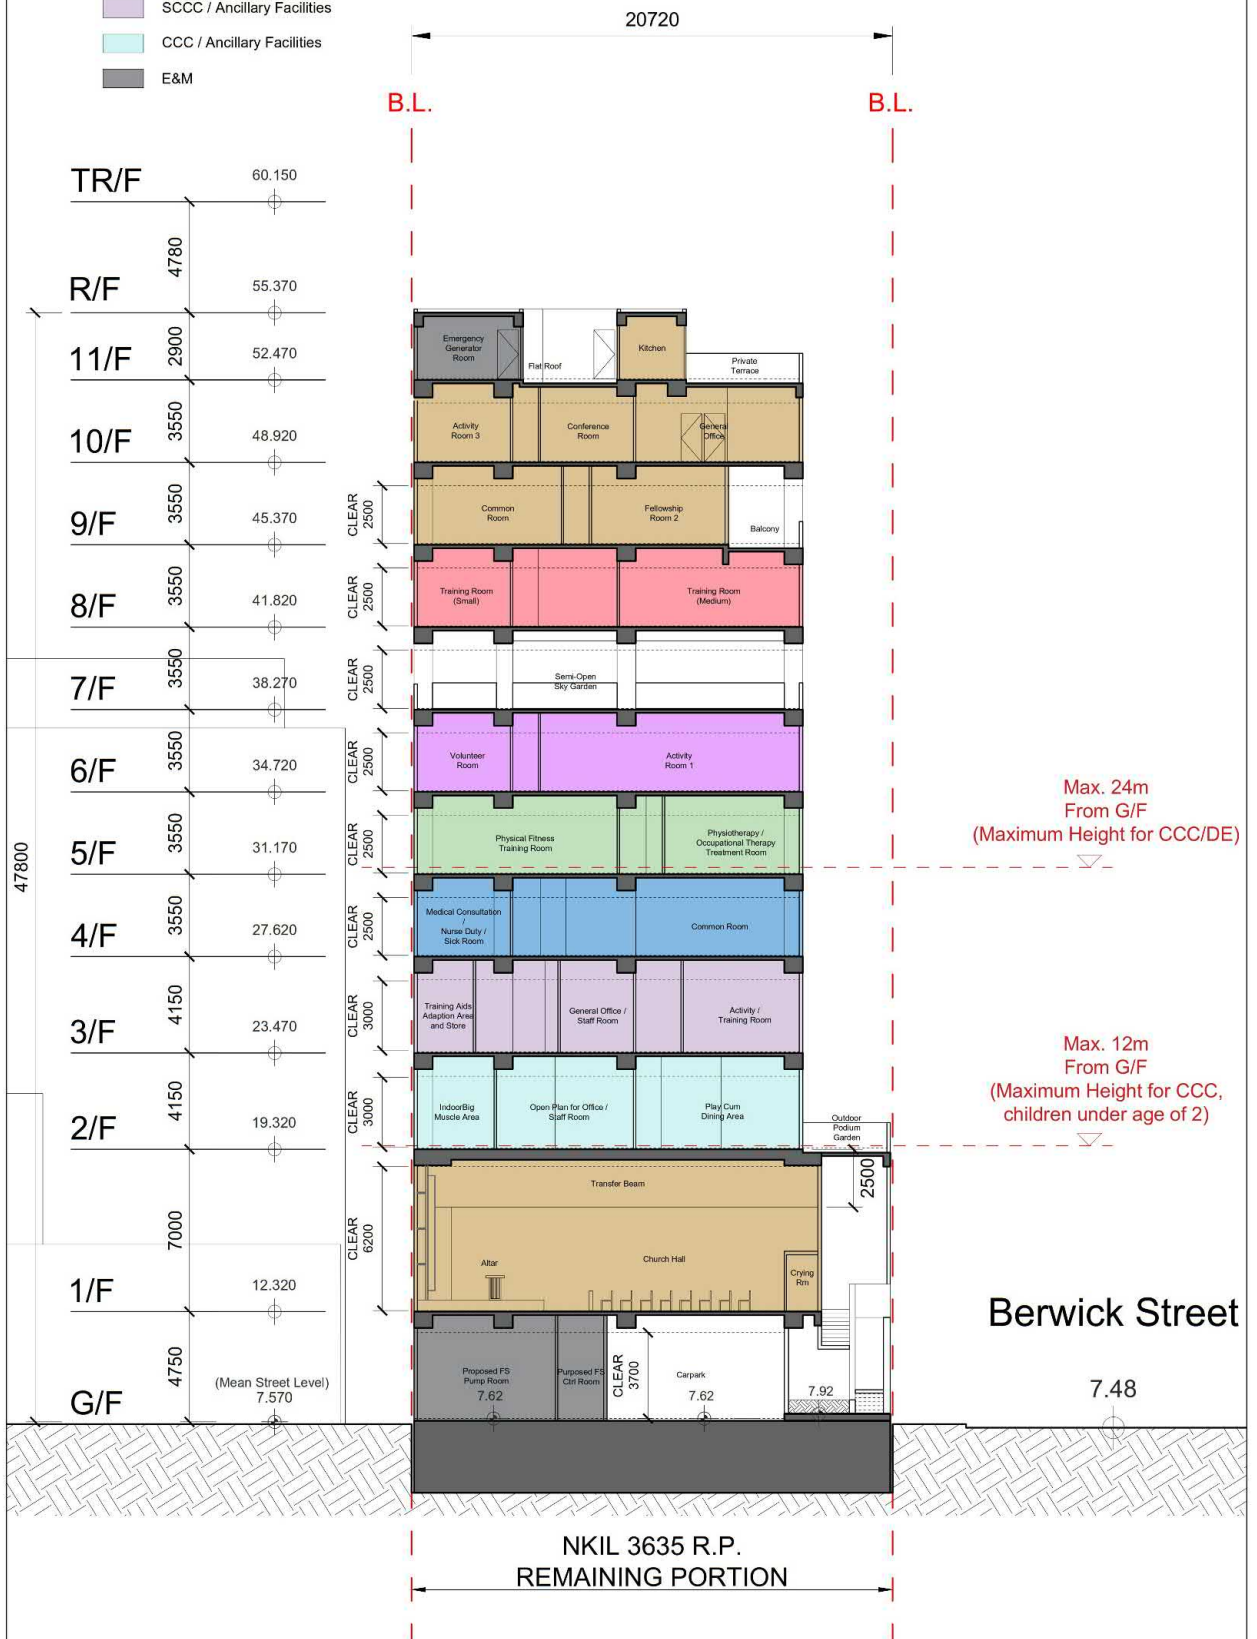 SCCC / Ancillary Facilities
CCC / Ancillary Facilities
E&M
20720
B.L.
B.L.
TR/F
60.150
4780
R/F
55.370
2900
11/F
52.470
3550
10/F
48.920
3550
9/F
45.370
3550
8/F
41.820
3550
7/F
38.270
3550
6/F
34.720
3550
5/F
31.170
3550
4/F
27.620
4150
3/F
23.470
4150
2/F
19.320
7000
1/F
12.320
4750
G/F
(Mean Street Level)
7.570
47800
Emergency
Generator
Room
Flat Roof
Kitchen
Private
Terrace
Activity
Room 3
Conference
Room
General
Office
CLEAR
2500
Common
Room
Fellowship
Room 2
Balcony
CLEAR
2500
Training Room
(Small)
Training Room
(Medium)
CLEAR
2500
Semi-Open
Sky Garden
CLEAR
2500
Volunteer
Room
Activity
Room 1
CLEAR
2500
Physical Fitness
Training Room
Physiotherapy /
Occupational Therapy
Treatment Room
CLEAR
2500
Medical Consultation
/
Nurse Duty /
Sick Room
Common Room
CLEAR
3000
Training Aids
Adaption Area
and Store
General Office /
Staff Room
Activity /
Training Room
CLEAR
3000
IndoorBig
Muscle Area
Open Plan for Office /
Staff Room
Play Cum
Dining Area
Outdoor
Podium
Garden
2500
CLEAR
6200
Transfer Beam
Altar
Church Hall
Crying
Rm
Proposed FS
Pump Room
7.62
Purposed FS
Ctrl Room
CLEAR
3700
Carpark
7.62
7.92
Max. 24m
From G/F
(Maximum Height for CCC/DE)
Max. 12m
From G/F
(Maximum Height for CCC,
children under age of 2)
Berwick Street
7.48
NKIL 3635 R.P.
REMAINING PORTION